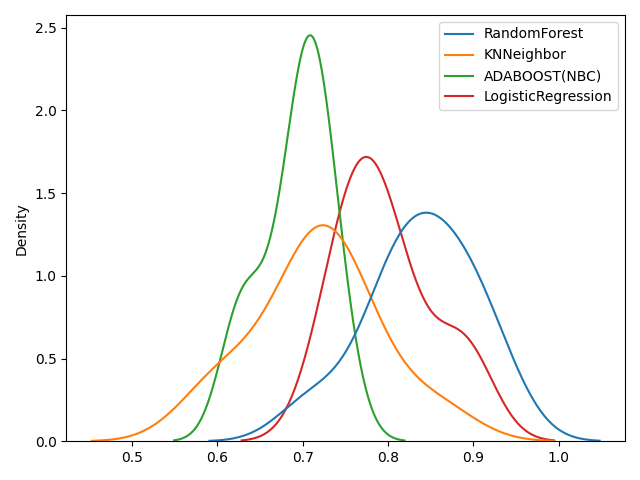 RandomForest
KNNeighbor
ADABOOST(NBC)
LogisticRegression
Density
2.5
2.0
1.5
1.0
0.5
0.0
0.5 0.6 0.7 0.8 0.9 1.0